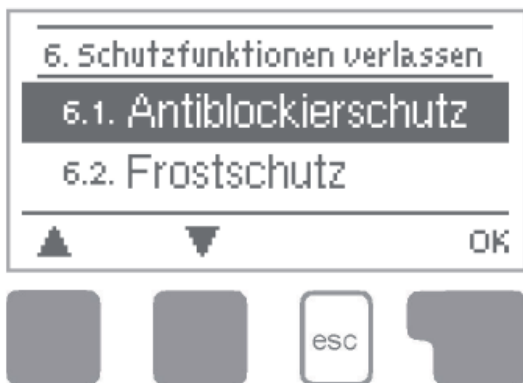 6. Schutzfunktionen verlassen
6.1. Antiblockierschutz
6.2. Frostschutz
OK
esc